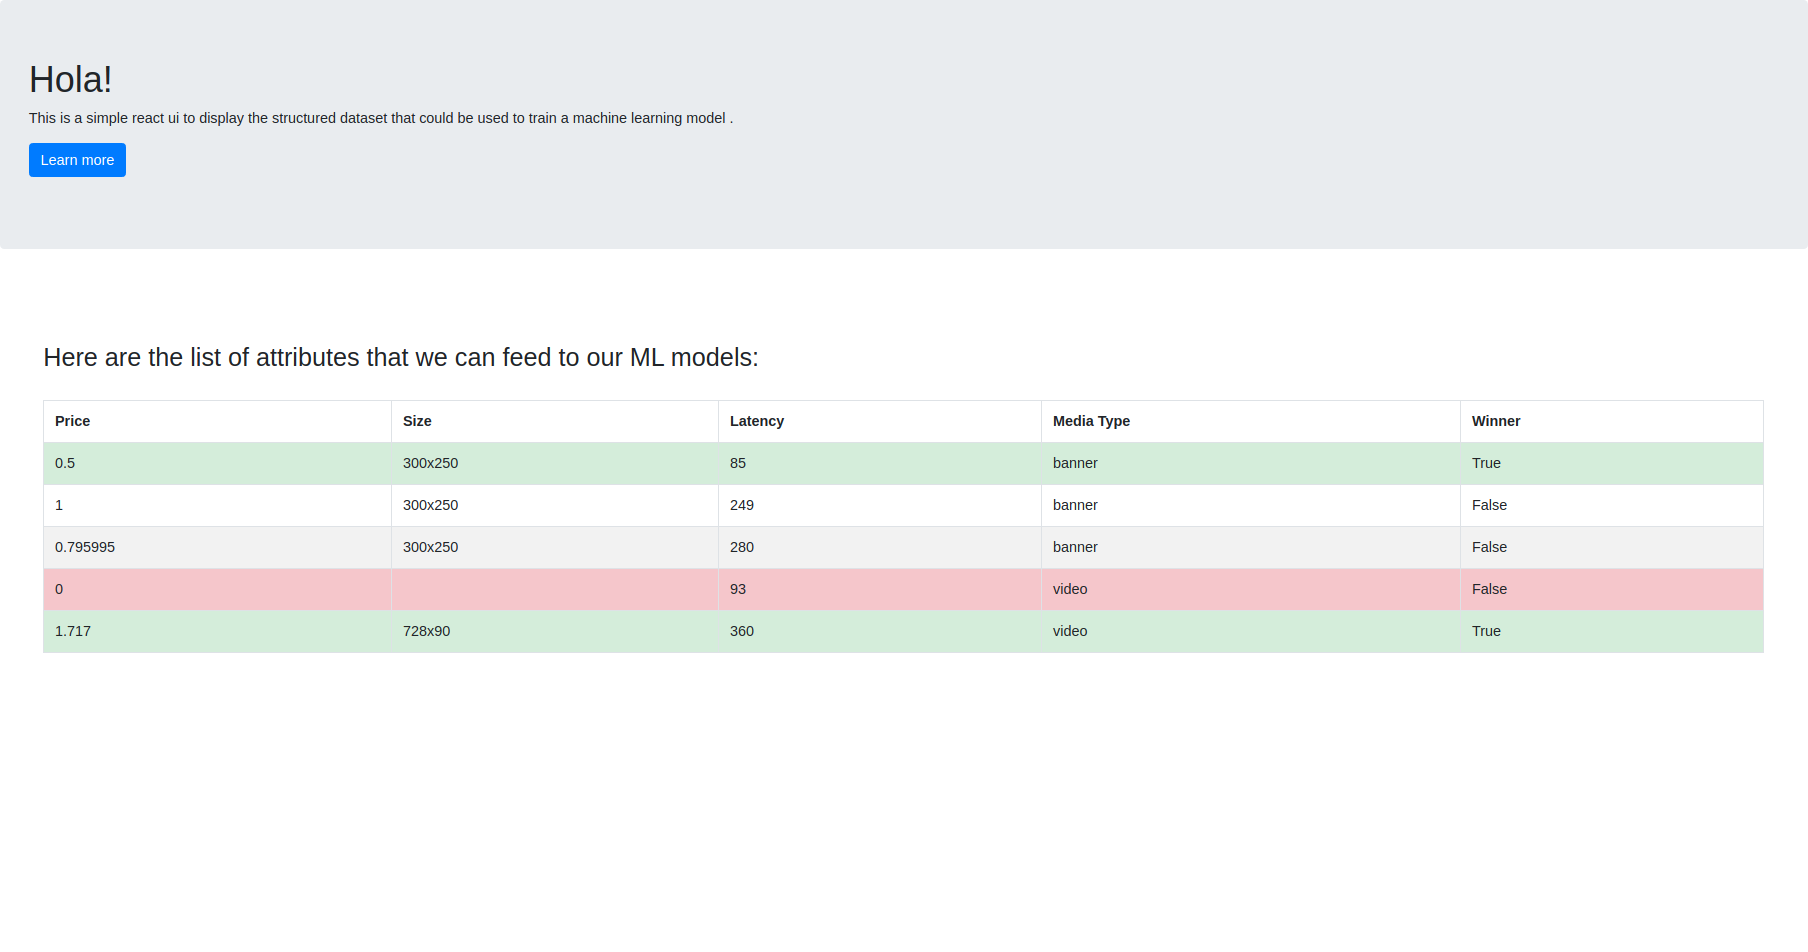 Hola!
This is a simple react ui to display the structured dataset that could be used to train a machine learning model .
Learn more
Here are the list of attributes that we can feed to our ML models:
Price Size Latency Media Type Winner
0.5 300x250 85 banner True
1 300x250 249 banner False
0.795995 300x250 280 banner False
0 93 video False
1.717 728x90 360 video True